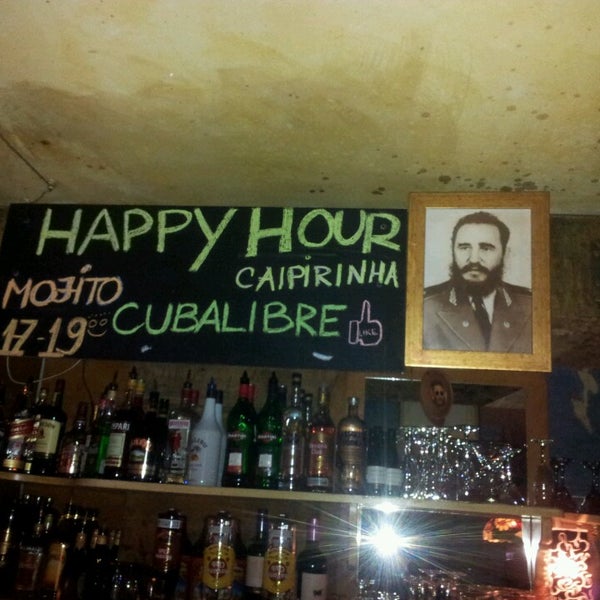 HAPPY HOUR
MOJITO CAIPIRINHA
17-19 CUBALIBRE LIKE